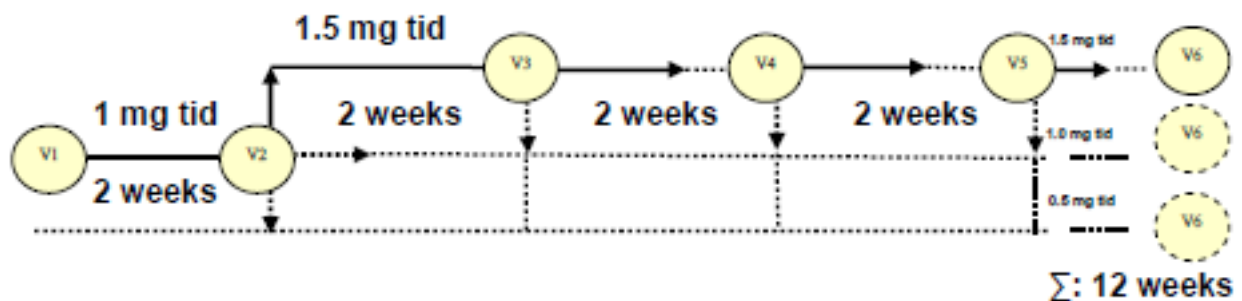 1.5 mg tid
1.5 mg tid
V3
V4
V5
V6
1 mg tid
2 weeks
2 weeks
2 weeks
1.0 mg tid
V1
V2
V6
2 weeks
0.5 mg tid
V6
∑: 12 weeks